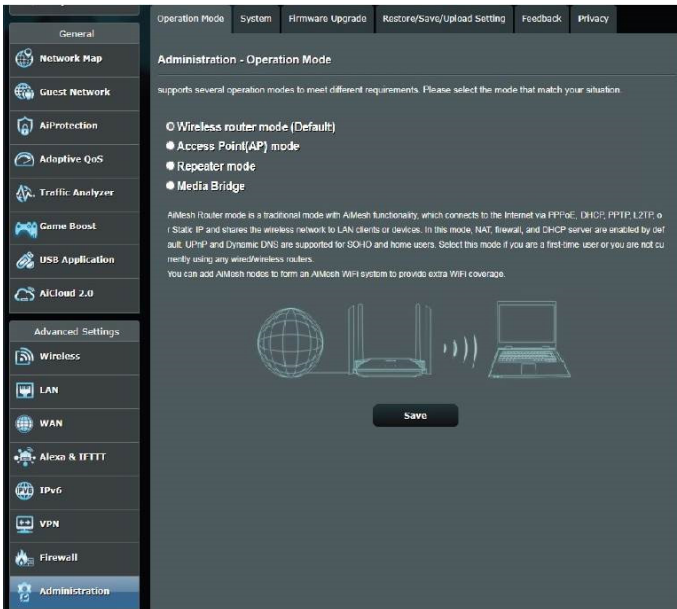 Operation Mode System Firmware Upgrade Restore/Save/Upload Setting Feedback Privacy
General
Network Map
Guest Network
AiProtection
Adaptive QoS
Traffic Analyzer
Game Boost
USB Application
AiCloud 2.0
Advanced Settings
Wireless
LAN
WAN
Alexa & IFTTT
IPv6
VPN
Firewall
Administration
Administration - Operation Mode
supports several operation modes to meet different requirements. Please select the mode that match your situation.
Wireless router mode (Default)
Access Point(AP) mode
Repeater mode
Media Bridge
AiMesh Router mode is a traditional mode with AiMesh functionality, which connects to the Internet via PPPoE, DHCP, PPTP, L2TP, o
r Static IP and shares the wireless network to LAN clients or devices. In this mode, NAT, firewall, and DHCP server are enabled by def
ault. UPnP and Dynamic DNS are supported for SOHO and home users. Select this mode if you are a first-time user or you are not cu
rrently using any wired/wireless routers.
You can add AiMesh nodes to form an AiMesh WiFi system to provide extra WiFi coverage.
Save